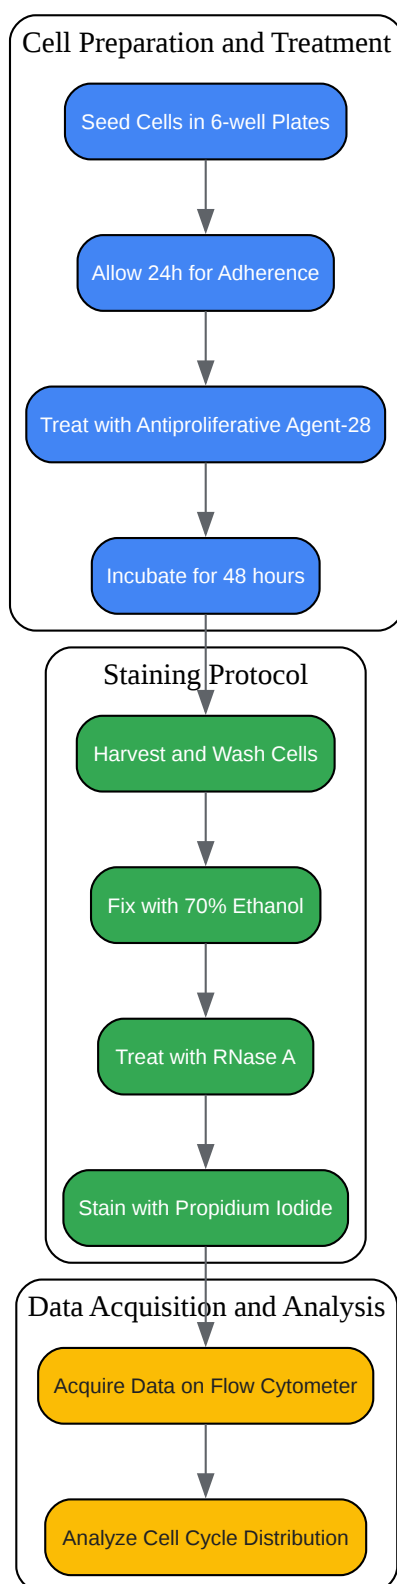 Cell Preparation and Treatment
Seed Cells in 6-well Plates
Allow 24h for Adherence
Treat with Antiproliferative Agent-28
Incubate for 48 hours
Staining Protocol
Harvest and Wash Cells
Fix with 70% Ethanol
Treat with RNase A
Stain with Propidium Iodide
Data Acquisition and Analysis
Acquire Data on Flow Cytometer
Analyze Cell Cycle Distribution